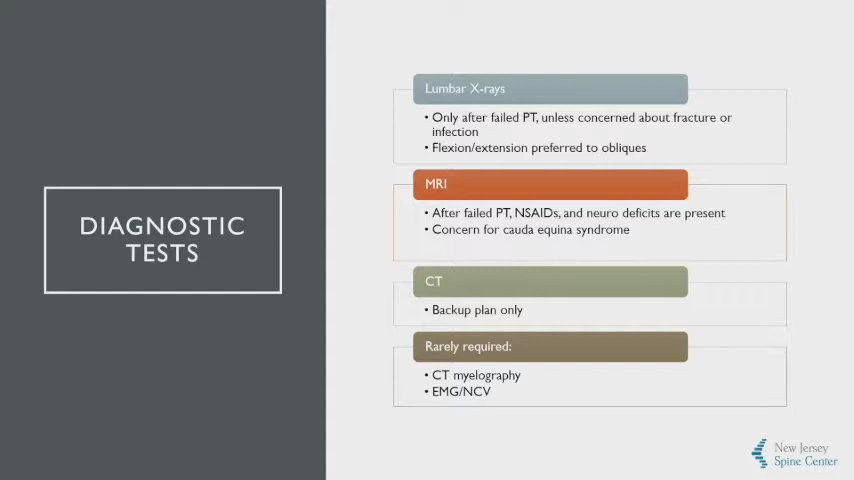 DIAGNOSTIC
TESTS
Lumbar X-rays
• Only after failed PT, unless concerned about fracture or
infection
• Flexion/extension preferred to obliques
MRI
• After failed PT, NSAIDs, and neuro deficits are present
• Concern for cauda equina syndrome
CT
• Backup plan only
Rarely required:
• CT myelography
• EMG/NCV
New Jersey
Spine Center